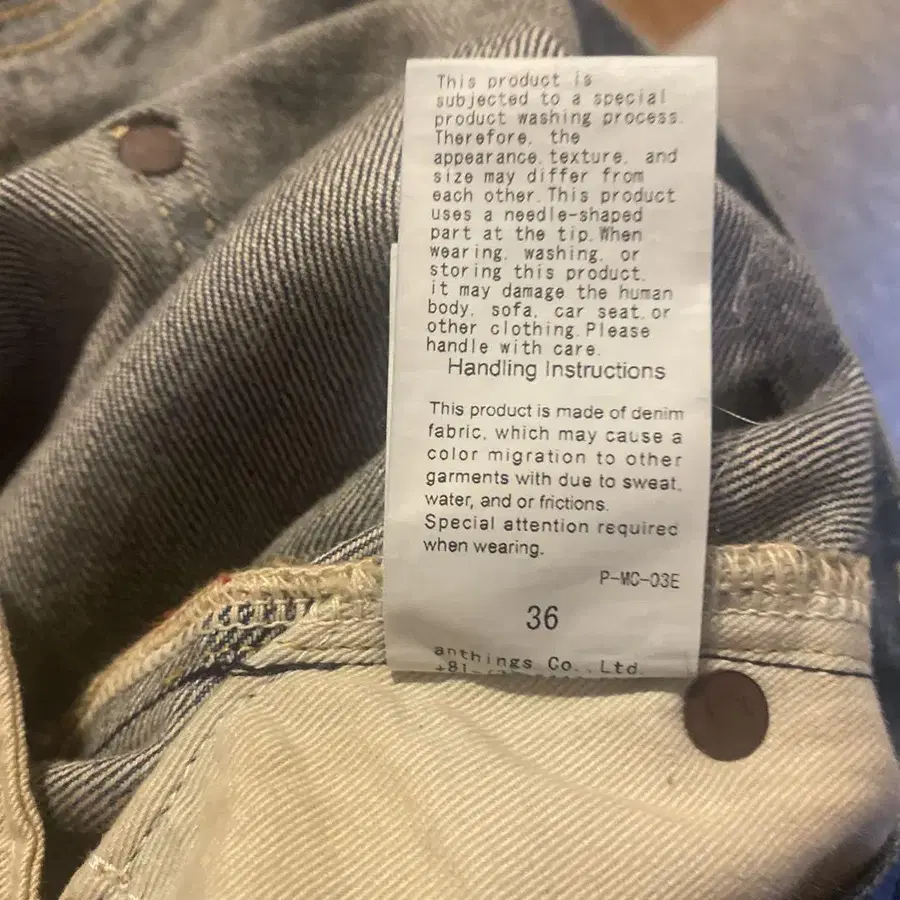 This product is
subjected to a special
product washing process.
Therefore, the
appearance, texture, and
size may differ from
each other. This product
uses a needle-shaped
part at the tip. When
wearing, washing, or
storing this product,
it may damage the human
body, sofa, car seat, or
other clothing. Please
handle with care.
Handling Instructions
This product is made of denim
fabric, which may cause a
color migration to other
garments with due to sweat,
water, and or frictions.
Special attention required
when wearing.
P-MC-03E
36
anthings Co., Ltd.
+81-